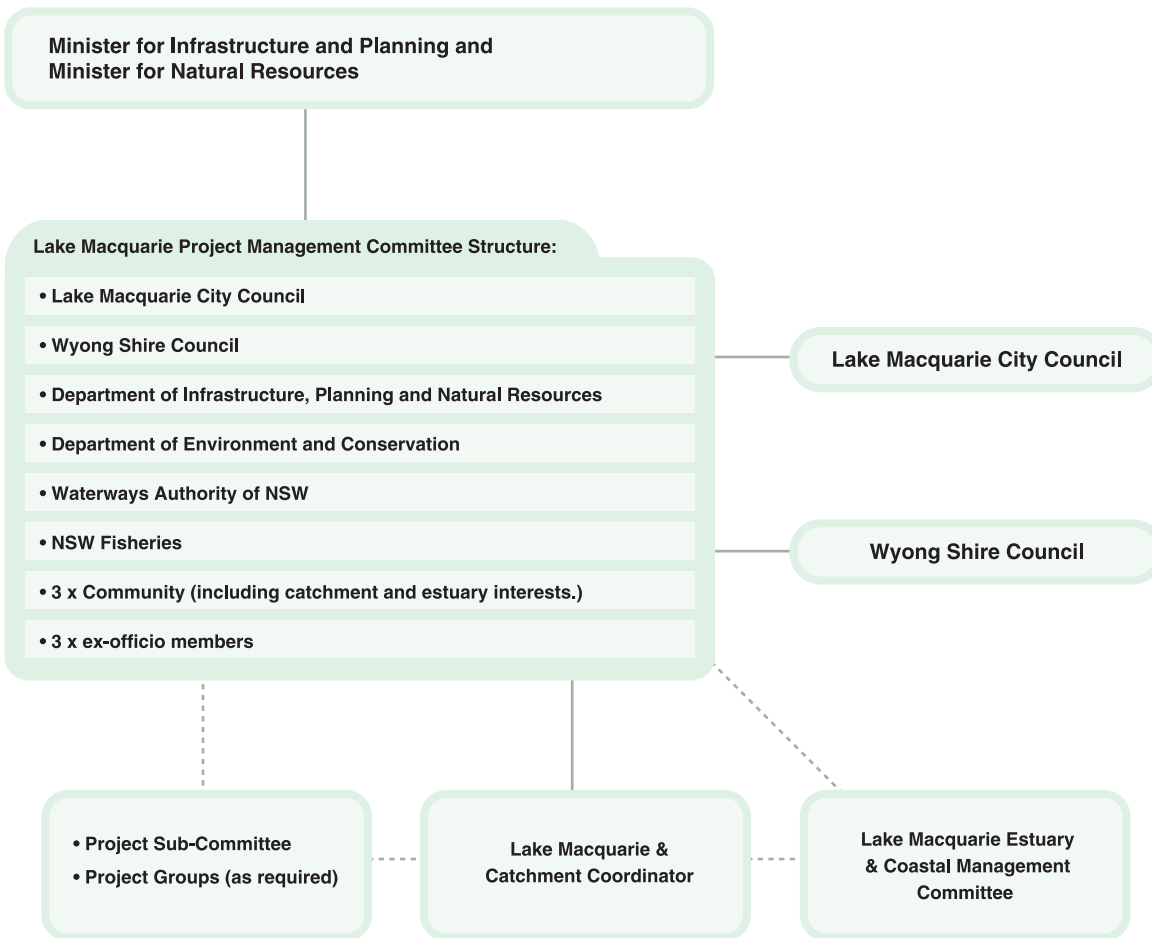 Minister for Infrastructure and Planning and
Minister for Natural Resources
Lake Macquarie Project Management Committee Structure:
• Lake Macquarie City Council
• Wyong Shire Council
• Department of Infrastructure, Planning and Natural Resources
• Department of Environment and Conservation
• Waterways Authority of NSW
• NSW Fisheries
• 3 x Community (including catchment and estuary interests.)
• 3 x ex-officio members
Lake Macquarie City Council
Wyong Shire Council
• Project Sub-Committee
• Project Groups (as required)
Lake Macquarie &
Catchment Coordinator
Lake Macquarie Estuary
& Coastal Management
Committee